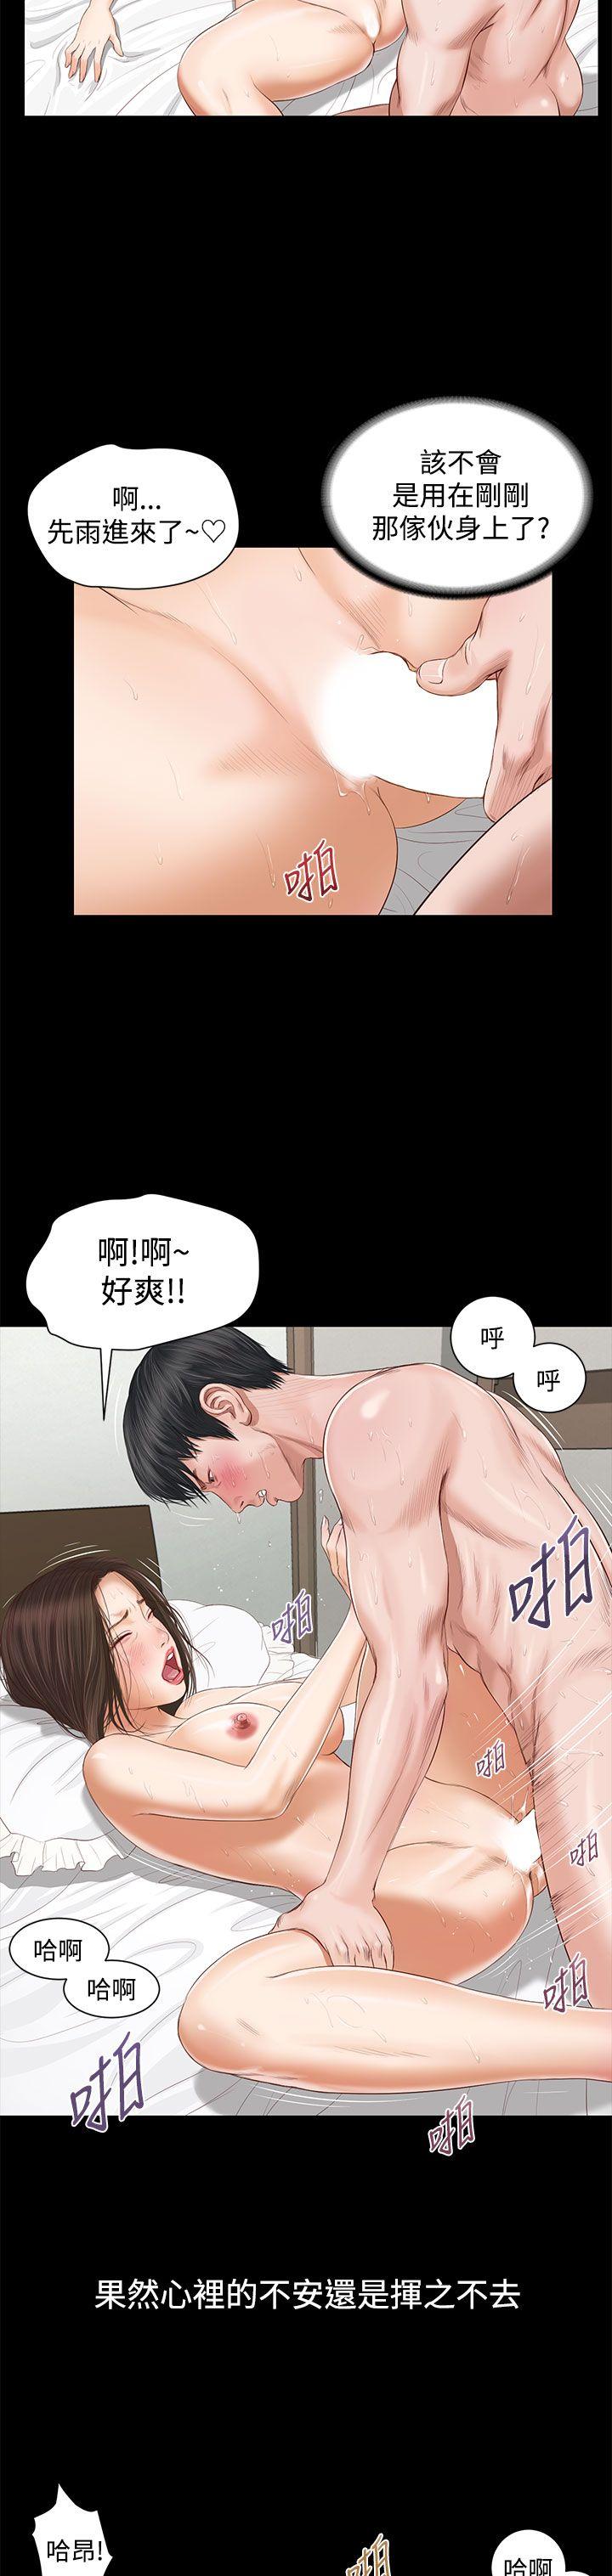 該不會
是用在剛剛
那傢伙身上了?
啊…
先雨進來了~♡
啪
啊!啊~
好爽!!
呼
呼
啪
啪
啪
啪
哈啊
哈啊
啪
啪
啪
果然心裡的不安還是揮之不去
哈昂!
啪
哈啊